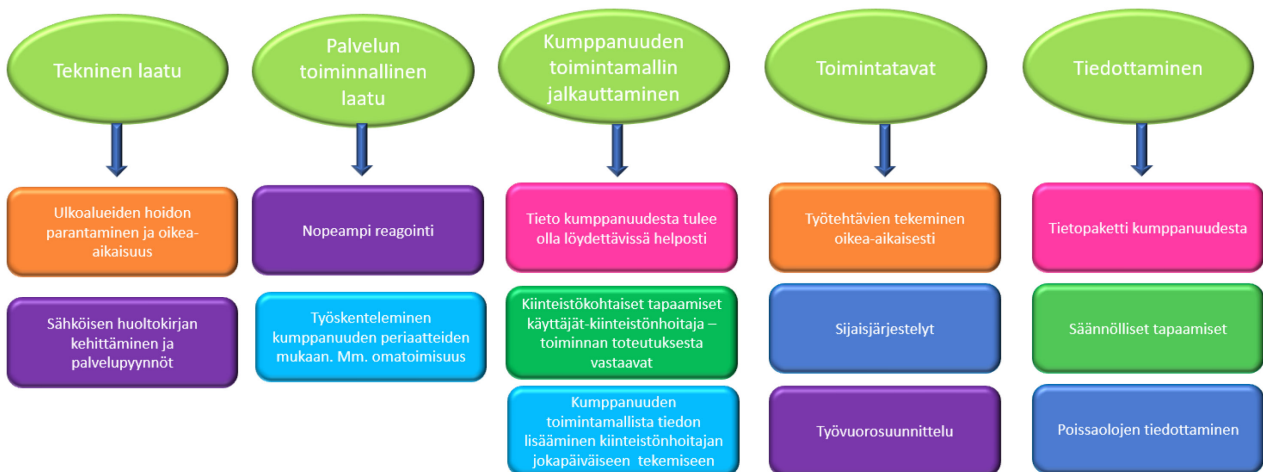 Tekninen laatu
Palvelun
toiminnallinen
laatu
Kumppanuuden
toimintamallin
jalkauttaminen
Toimintatavat
Tiedottaminen
Ulkoalueiden hoidon
parantaminen ja oikea-
aikaisuus
Nopeampi reagointi
Tieto kumppanuudesta tulee
olla löydettävissä helposti
Työtehtävien tekeminen
oikea-aikaisesti
Tietopaketti kumppanuudesta
Sähköisen huoltokirjan
kehittäminen ja
palvelupyynnöt
Työskenteleminen
kumppanuuden periaatteiden
mukaan. Mm. omatoimisuus
Kiinteistökohtaiset tapaamiset
käyttäjät-kiinteistönhoitaja –
toiminnan toteutuksesta
vastaavat
Sijaisjärjestelyt
Säännölliset tapaamiset
Kumppanuuden
toimintamallista tiedon
lisääminen kiinteistönhoitajan
jokapäiväiseen tekemiseen
Työvuorosuunnittelu
Poissaolojen tiedottaminen